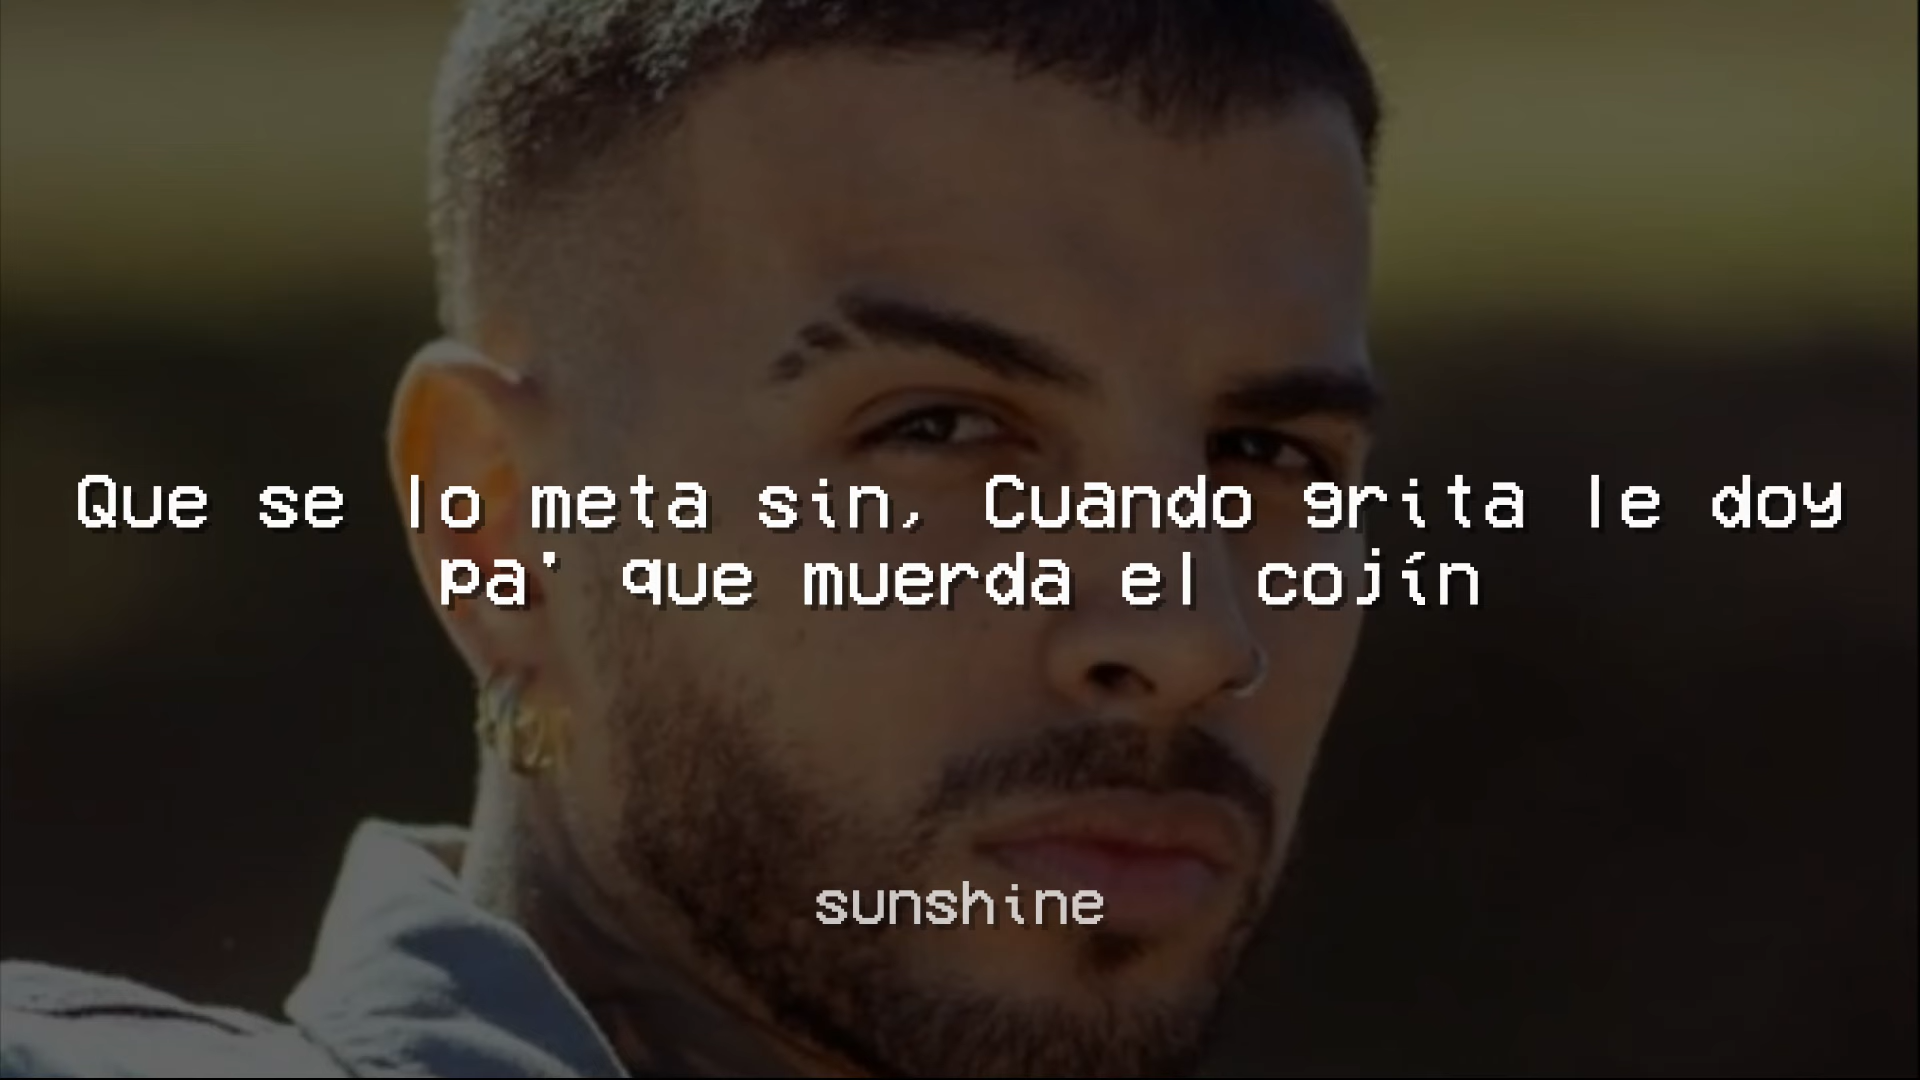 Que se lo meta sin, Cuando grita le doy
pa' que muerda el cojín
sunshine